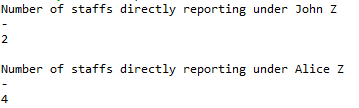 Number of staffs directly reporting under John Z
-
2
Number of staffs directly reporting under Alice Z
-
4